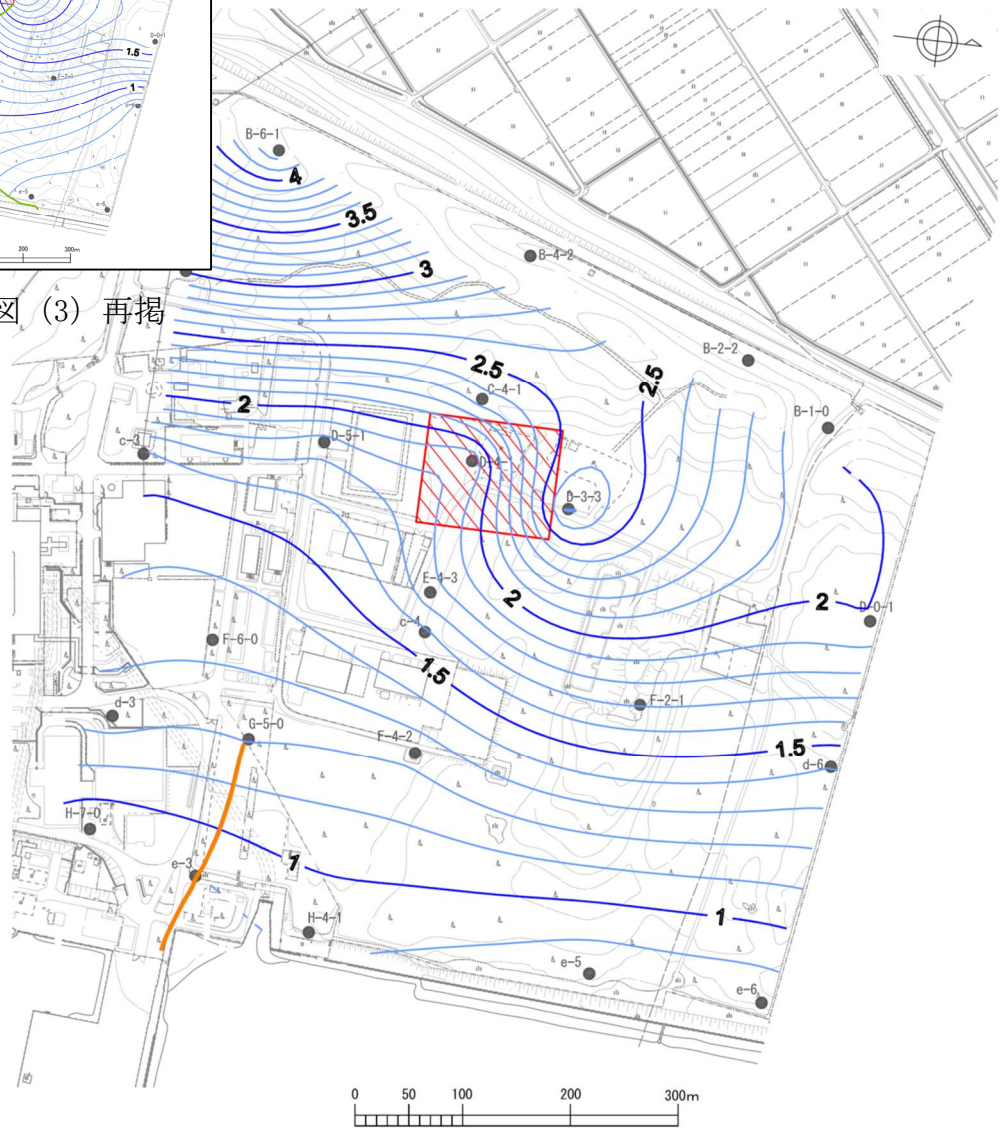 1.5
1
200
300m
図 (3) 再掲
B-6-1
4
3.5
3
B-4-2
B-2-2
2.5
2.5
C-4-1
B-1-0
2
D-5-1
c-3
D-4-
D-3-3
E-4-3
2
2
D-0-1
c-4
F-6-0
1.5
F-2-1
d-3
G-5-0
F-4-2
1.5
d-6
H-7-0
e-3
1
1
H-4-1
e-5
e-6
0
50
100
200
300m